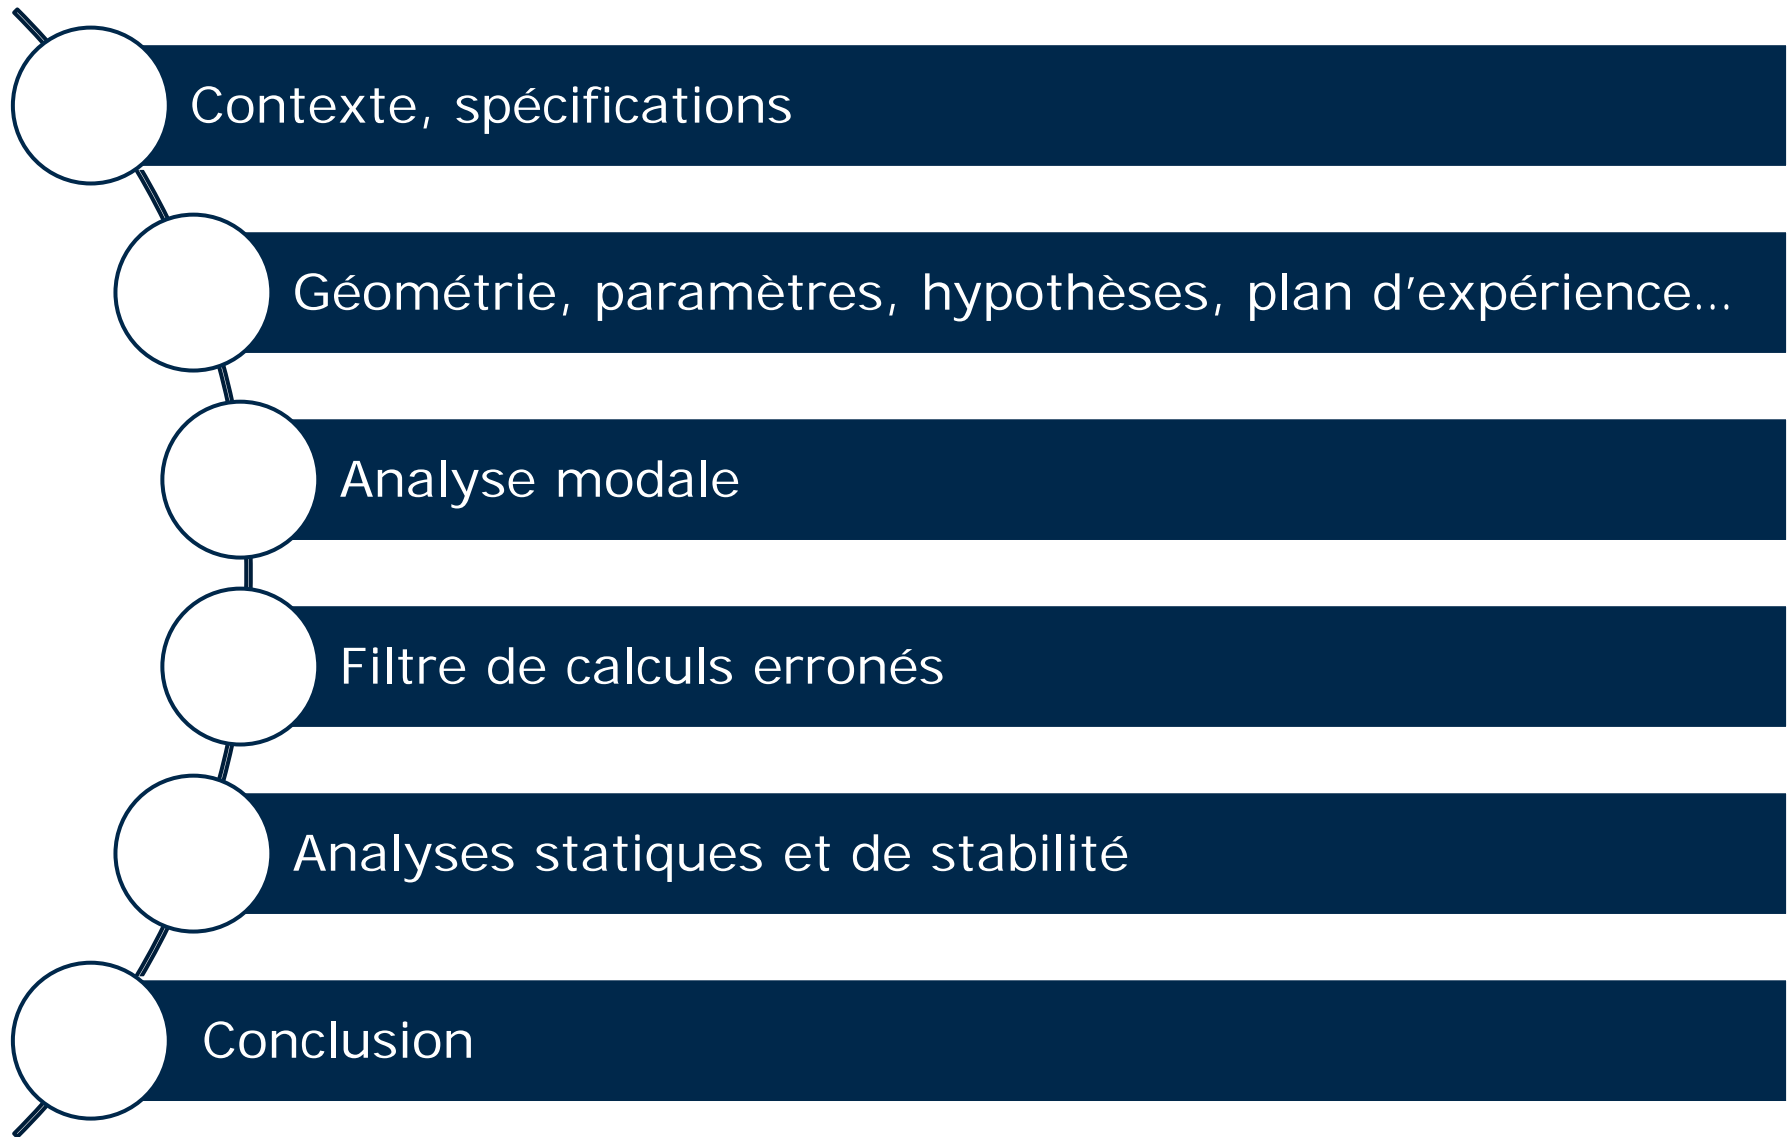 Contexte, spécifications
Géométrie, paramètres, hypothèses, plan d’expérience…
Analyse modale
Filtre de calculs erronés
Analyses statiques et de stabilité
Conclusion